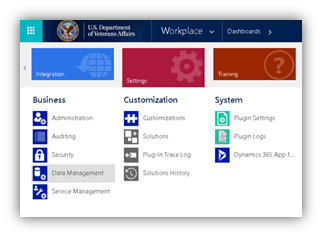 U.S. Department
of Veterans Affairs
Workplace
Dashboards
Integration
Settings
Training
Business
Customization
System
Administration
Customizations
Plugin Settings
Auditing
Solutions
Plugin Logs
Security
Plug-In Trace Log
Dynamics 365 App f...
Data Management
Solutions History
Service Management